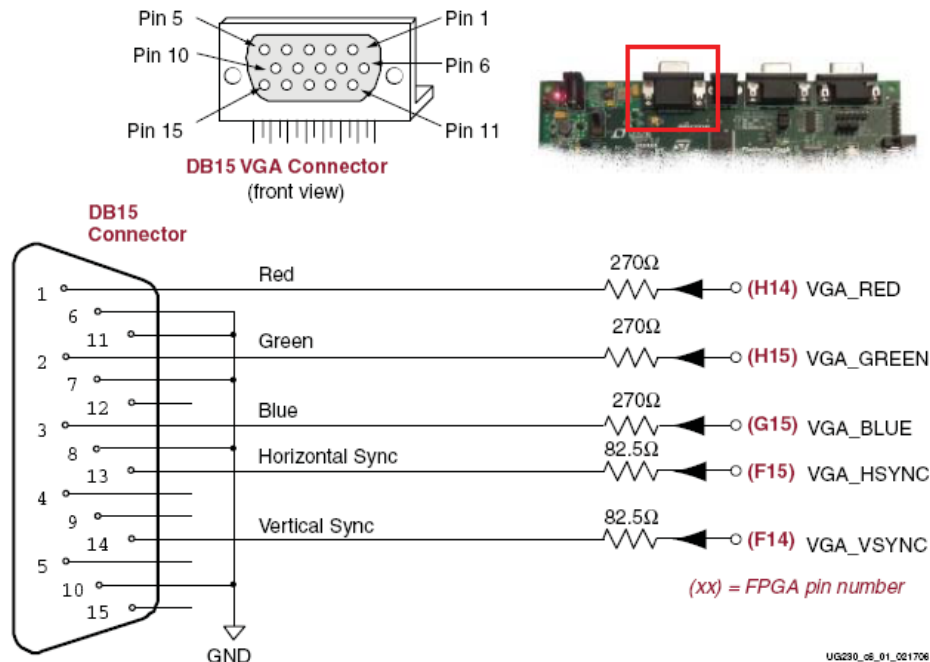 Pin 5
Pin 1
Pin 10
Pin 6
Pin 15
Pin 11
DB15 VGA Connector
(front view)
DB15
Connector
1
Red
270Ω
(H14) VGA_RED
6
11
2
Green
270Ω
(H15) VGA_GREEN
7
12
3
Blue
270Ω
(G15) VGA_BLUE
8
13
Horizontal Sync
82.5Ω
(F15) VGA_HSYNC
4
9
14
Vertical Sync
82.5Ω
(F14) VGA_VSYNC
5
10
15
GND
(xx) = FPGA pin number
UG230_c6_01_021706